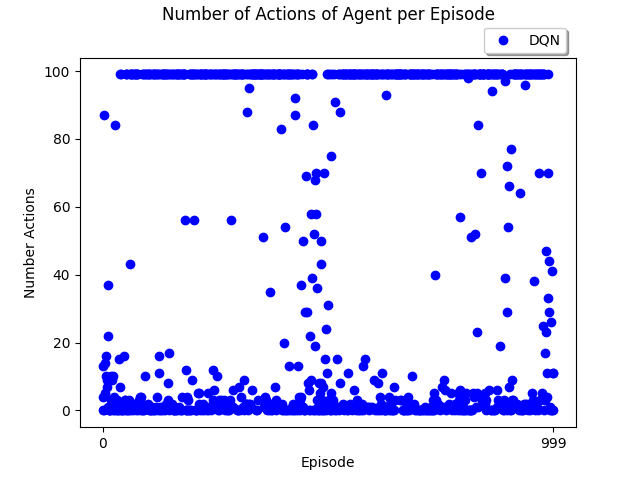 Number of Actions of Agent per Episode
DQN
100
80
60
40
20
0
Number Actions
0
999
Episode